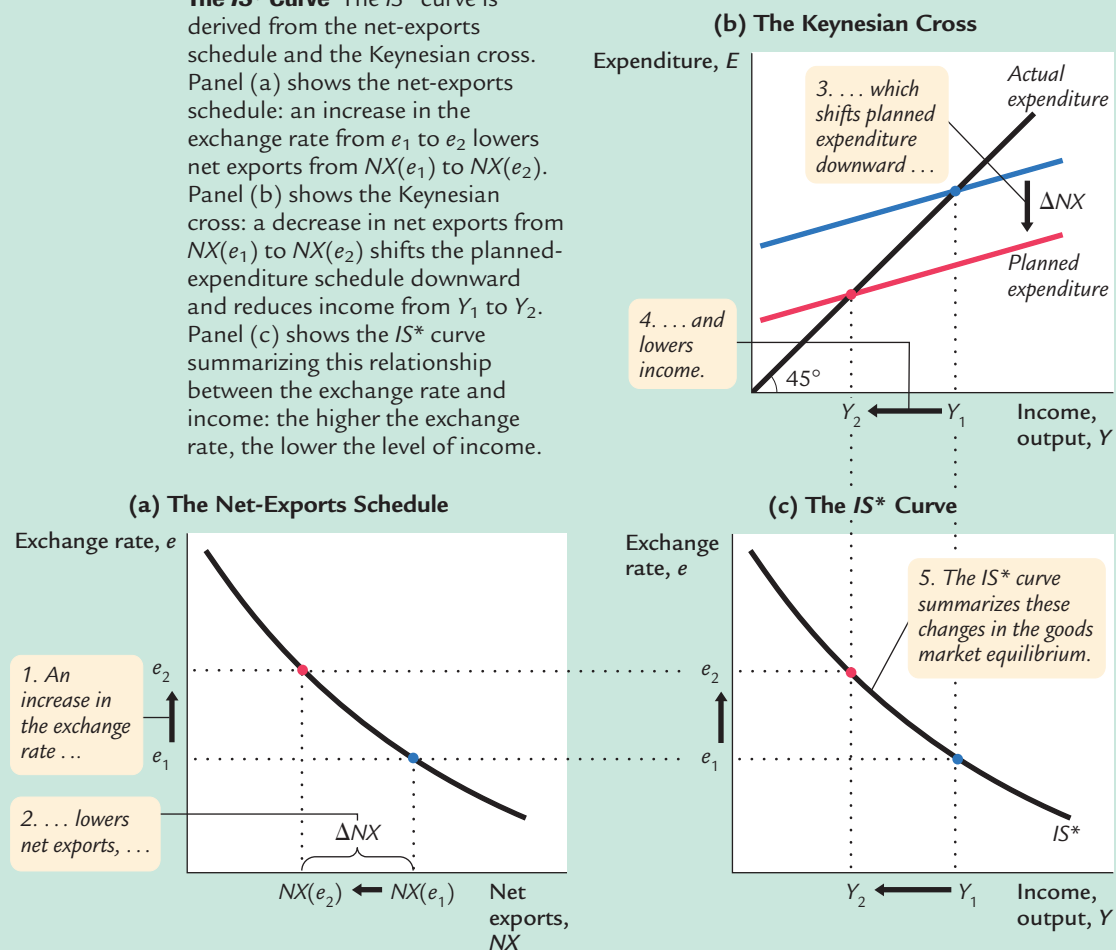 The IS* Curve The IS* curve is
derived from the net-exports
schedule and the Keynesian cross.
Panel (a) shows the net-exports
schedule: an increase in the
exchange rate from e₁ to e₂ lowers
net exports from NX(e₁) to NX(e₂).
Panel (b) shows the Keynesian
cross: a decrease in net exports from
NX(e₁) to NX(e₂) shifts the planned-
expenditure schedule downward
and reduces income from Y₁ to Y₂.
Panel (c) shows the IS* curve
summarizing this relationship
between the exchange rate and
income: the higher the exchange
rate, the lower the level of income.
(b) The Keynesian Cross
Expenditure, E
Actual
expenditure
3. . . . which
shifts planned
expenditure
downward . . .
ΔNX
Planned
expenditure
4. . . . and
lowers
income.
45°
Y₂
Y₁
Income,
output, Y
(a) The Net-Exports Schedule
Exchange rate, e
1. An
increase in
the exchange
rate . . .
e₂
e₁
2. . . . lowers
net exports, . . .
ΔNX
NX(e₂)
NX(e₁)
Net
exports,
NX
(c) The IS* Curve
Exchange
rate, e
5. The IS* curve
summarizes these
changes in the goods
market equilibrium.
e₂
e₁
IS*
Y₂
Y₁
Income,
output, Y